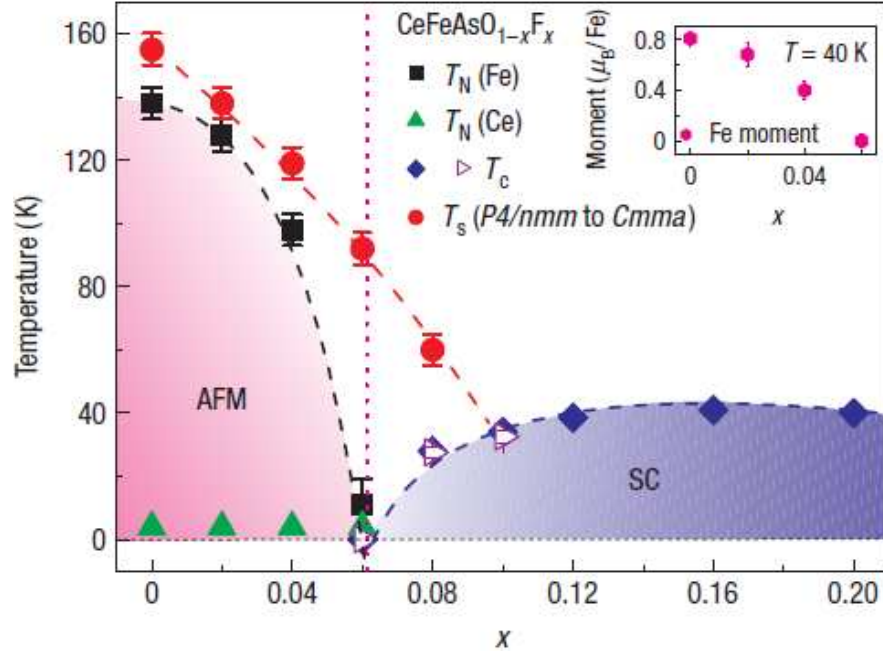 CeFeAsO1−xFx
TN (Fe)
TN (Ce)
Tc
Ts (P4/nmm to Cmma)
Moment (μB/Fe)
0.8
0.4
0
T = 40 K
Fe moment
0
0.04
x
Temperature (K)
160
120
80
40
0
AFM
SC
0
0.04
0.08
0.12
0.16
0.20
x